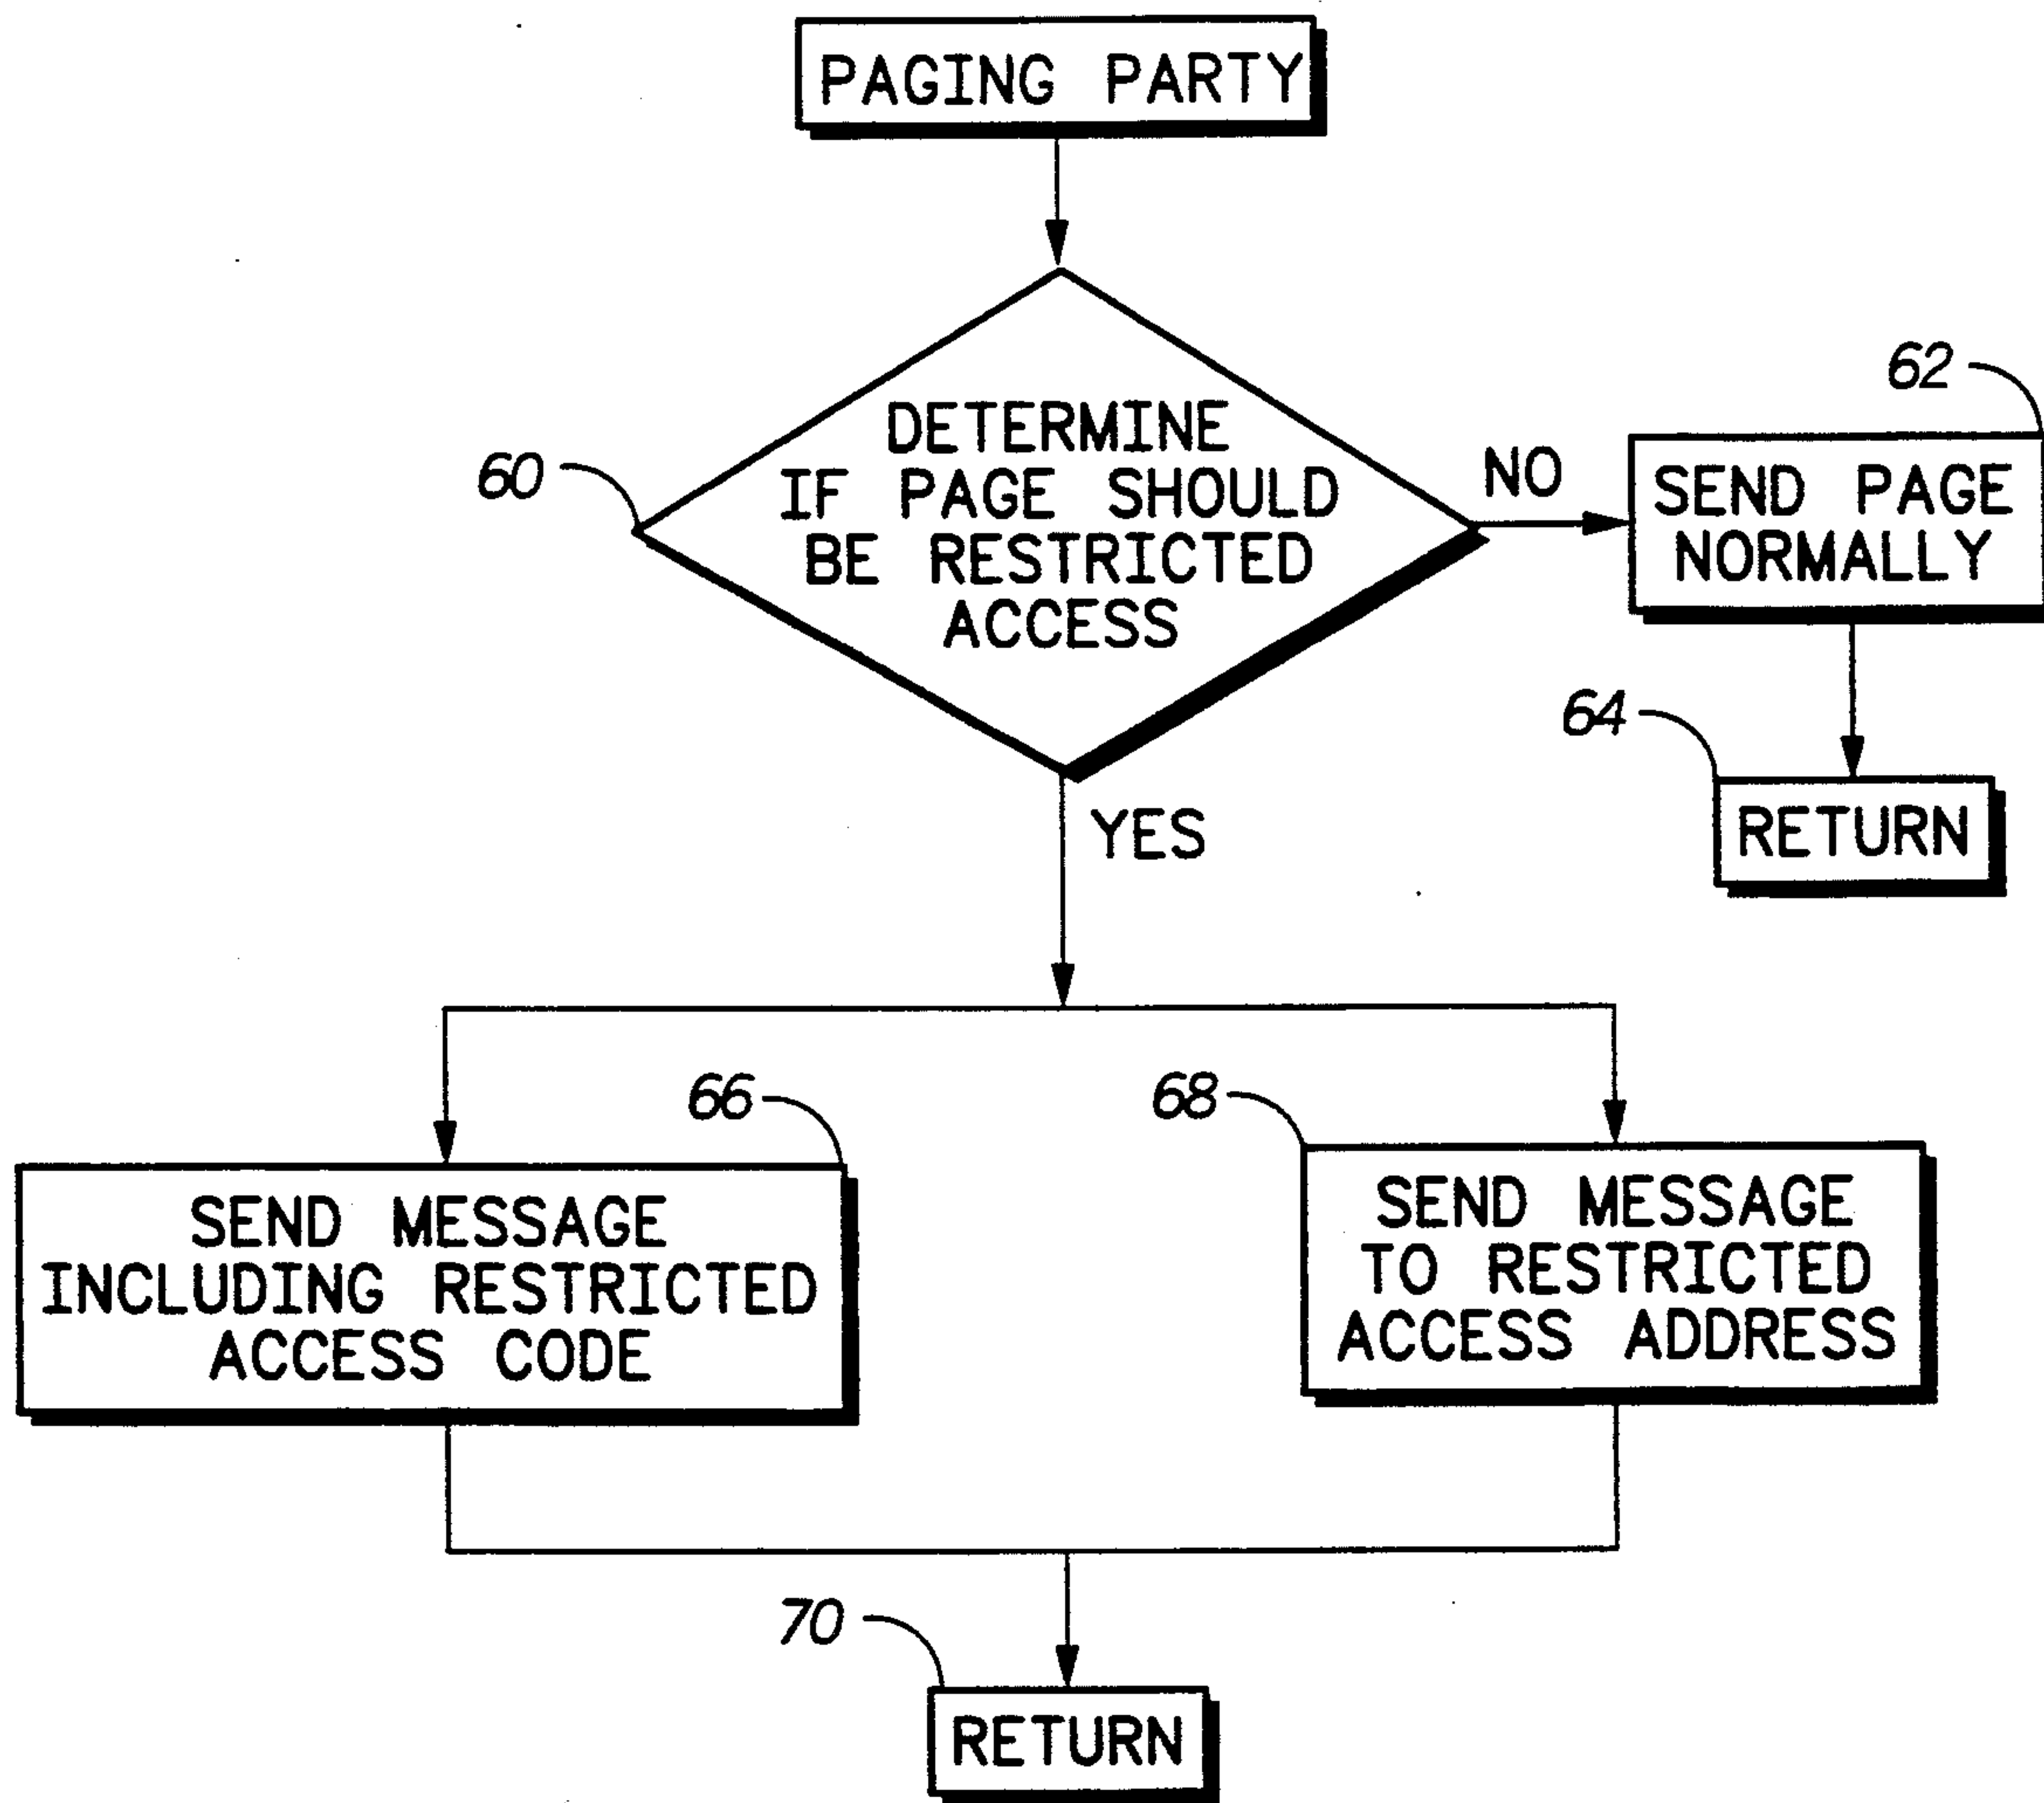 PAGING PARTY
60
DETERMINE
IF PAGE SHOULD
BE RESTRICTED
ACCESS
NO
62
SEND PAGE
NORMALLY
64
RETURN
YES
66
SEND MESSAGE
INCLUDING RESTRICTED
ACCESS CODE
68
SEND MESSAGE
TO RESTRICTED
ACCESS ADDRESS
70
RETURN